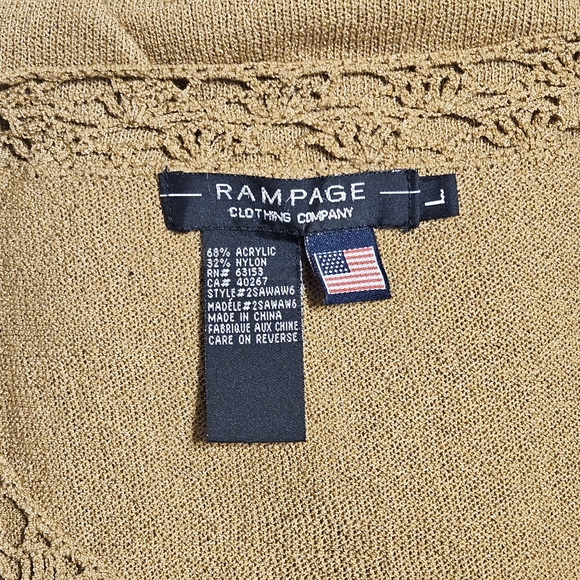 RAMPAGE
CLOTHING COMPANY
L
68% ACRYLIC
32% NYLON
RN# 63153
CA# 40267
STYLE#2SAWAW6
MADÉLE#2SAWAW6
MADE IN CHINA
FABRIQUE AUX CHINE
CARE ON REVERSE